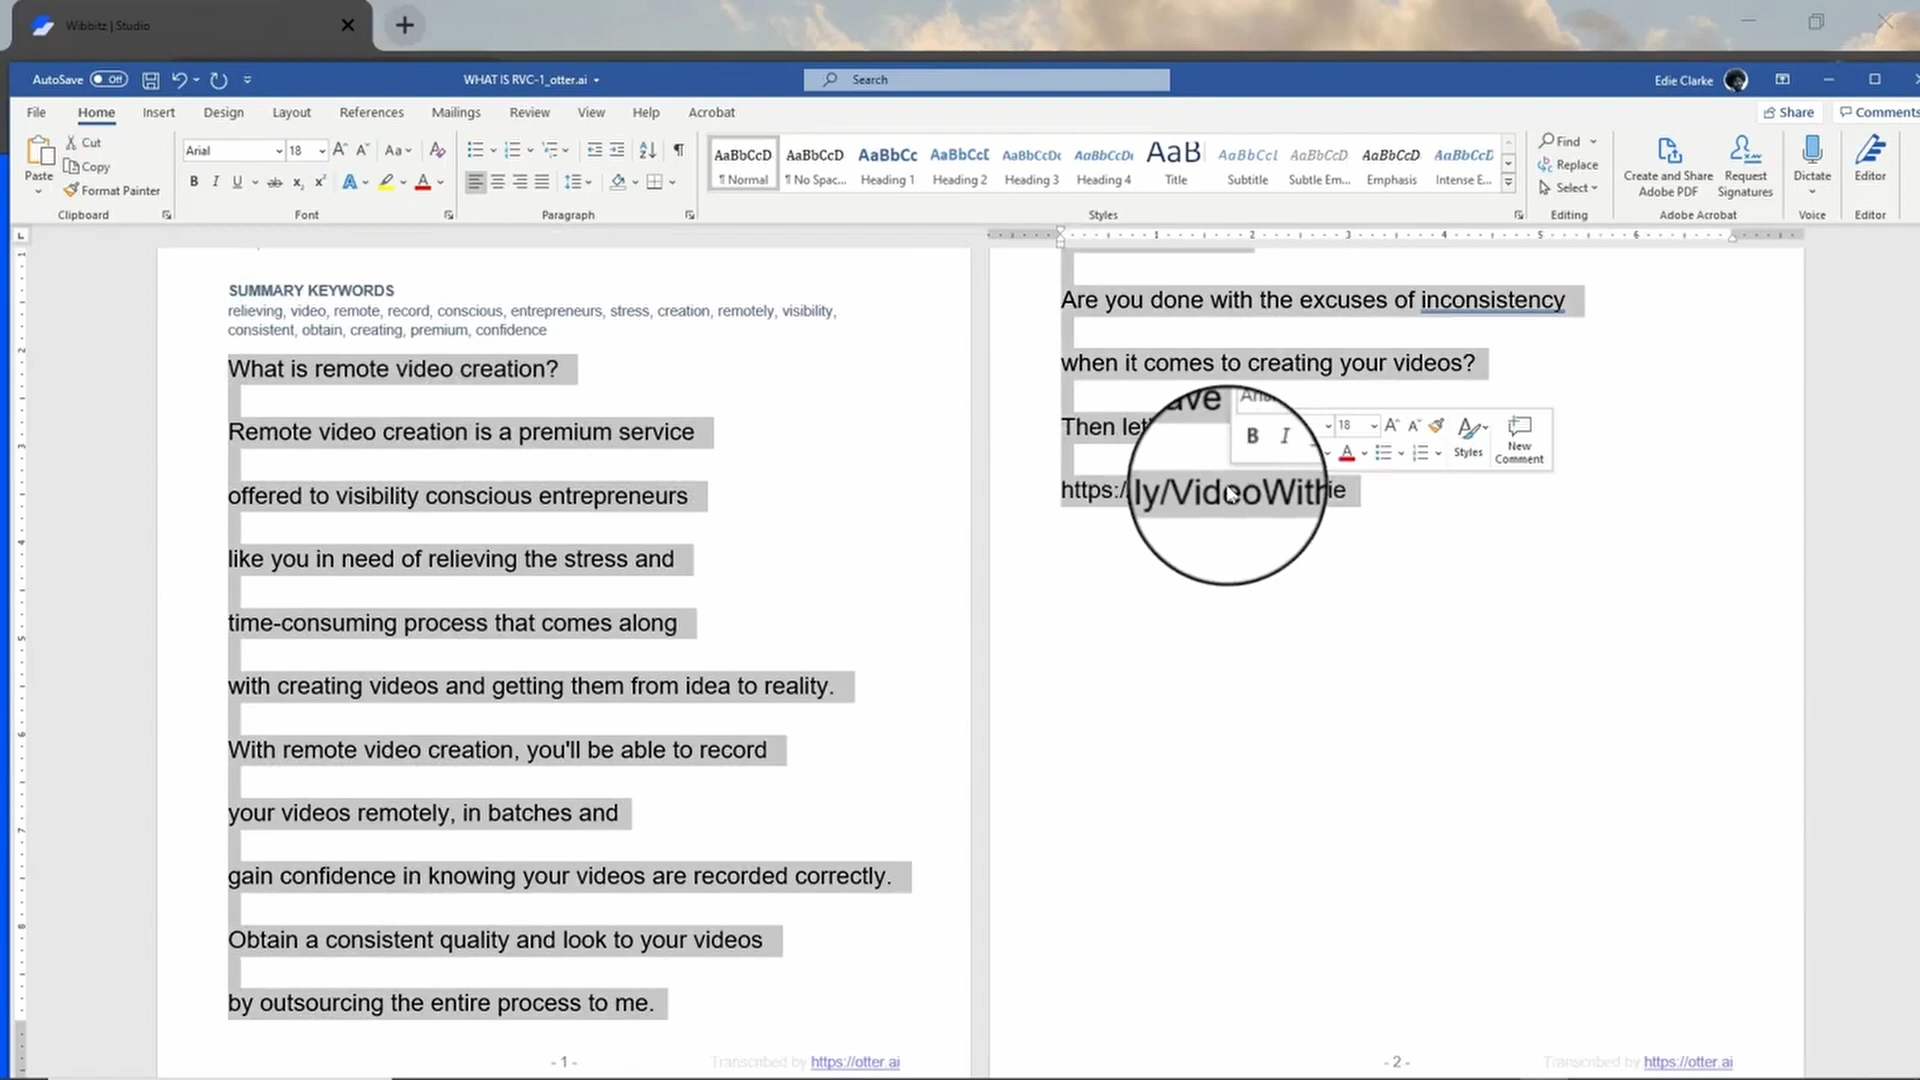 Wibbitz | Studio
AutoSave Off
WHAT IS RVC-1_otter.ai
Search
Edie Clarke
File Home Insert Design Layout References Mailings Review View Help Acrobat
Share
Comments
Paste
Cut
Copy
Format Painter
Clipboard
Arial
18
Font
Paragraph
AaBbCcD
¶ Normal
AaBbCcD
¶ No Spac...
AaBbCc
Heading 1
AaBbCcD
Heading 2
AaBbCcDc
Heading 3
AaBbCcDc
Heading 4
AaB
Title
AaBbCcD
Subtitle
AaBbCcD
Subtle Em...
AaBbCcD
Emphasis
AaBbCcD
Intense E...
Styles
Find
Replace
Select
Editing
Create and Share
Adobe PDF
Request
Signatures
Adobe Acrobat
Dictate
Voice
Editor
Editor
SUMMARY KEYWORDS
relieving, video, remote, record, conscious, entrepreneurs, stress, creation, remotely, visibility,
consistent, obtain, creating, premium, confidence
What is remote video creation?
Remote video creation is a premium service
offered to visibility conscious entrepreneurs
like you in need of relieving the stress and
time-consuming process that comes along
with creating videos and getting them from idea to reality.
With remote video creation, you'll be able to record
your videos remotely, in batches and
gain confidence in knowing your videos are recorded correctly.
Obtain a consistent quality and look to your videos
by outsourcing the entire process to me.
- 1 -
Transcribed by https://otter.ai
Are you done with the excuses of inconsistency
when it comes to creating your videos?
Then
18
B I
Styles
New
Comment
https:/
ly/VideoWith
ie
- 2 -
Transcribed by https://otter.ai